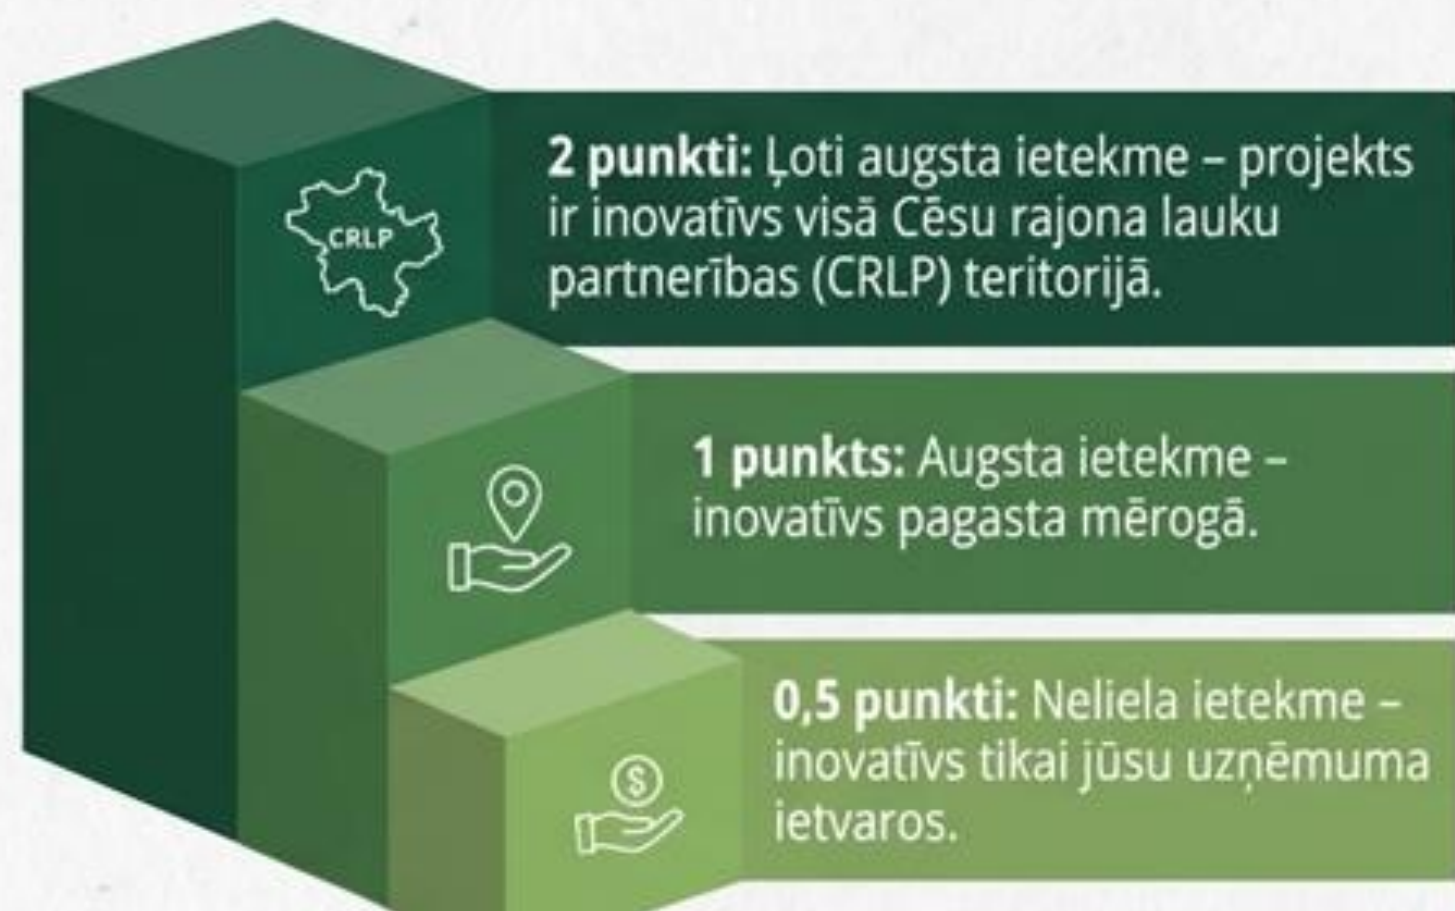 CRLP
2 punkti: Ļoti augsta ietekme – projekts
ir inovatīvs visā Cēsu rajona lauku
partnerības (CRLP) teritorijā.
1 punkts: Augsta ietekme –
inovatīvs pagasta mērogā.
$
0,5 punkti: Neliela ietekme –
inovatīvs tikai jūsu uzņēmuma
ietvaros.